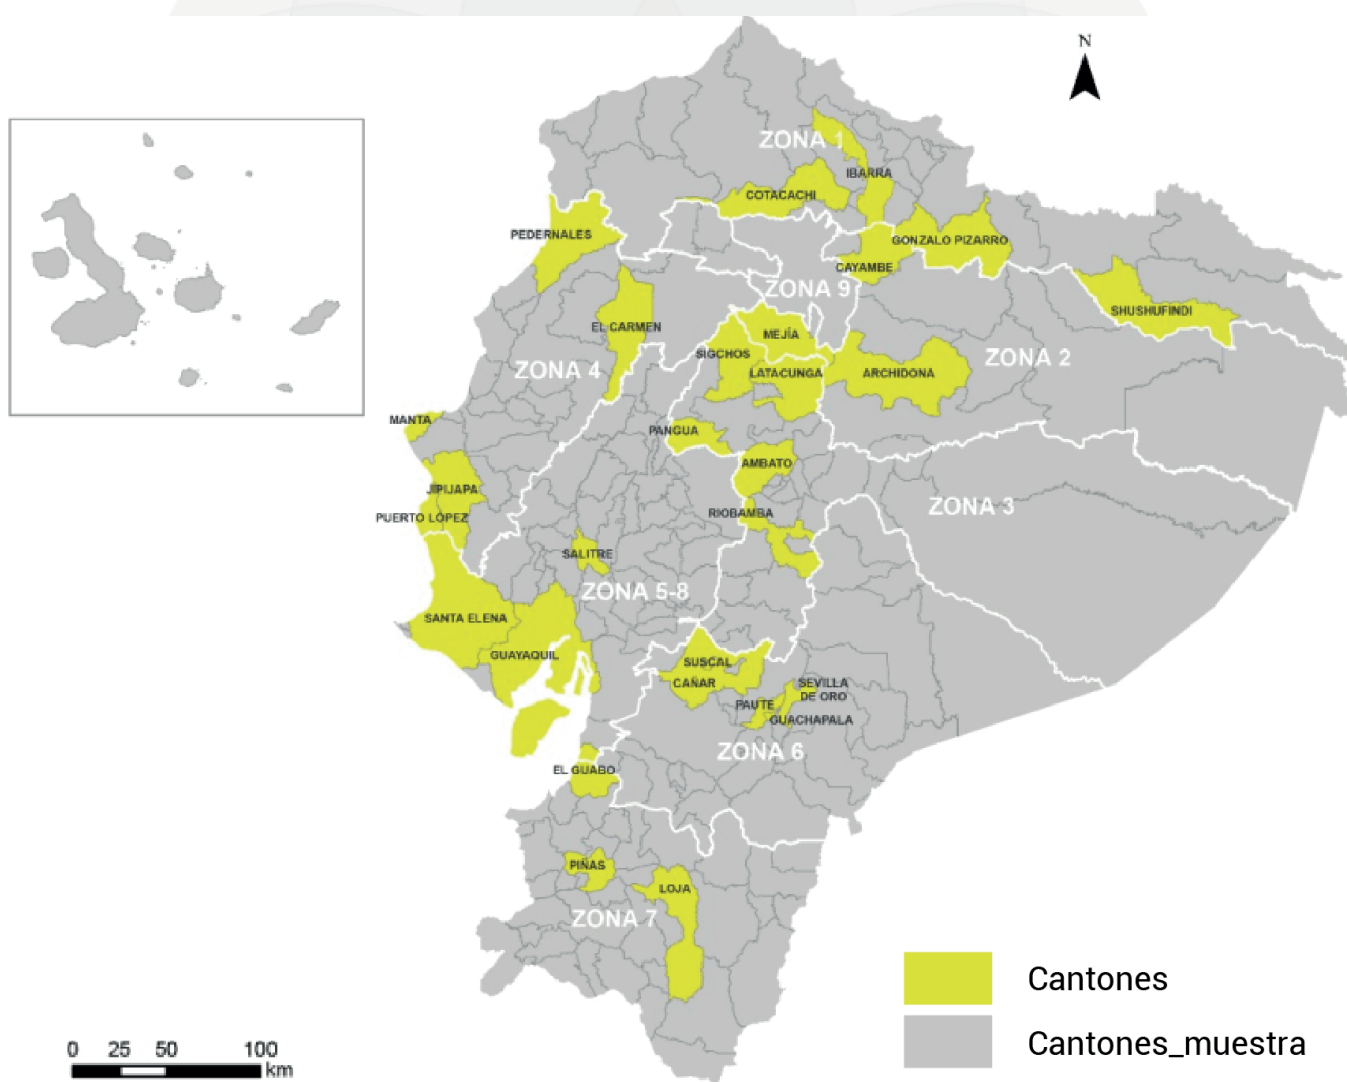 N
ZONA 1
IBARRA
COTACACHI
PEDERNALES
GONZALO PIZARRO
CAYAMBE
ZONA 9
SHUSHUFINDI
EL CARMEN
MEJÍA
SIGCHOS
ZONA 2
ZONA 4
LATACUNGA
ARCHIDONA
MANTA
PANGUA
AMBATO
JIPIJAPA
ZONA 3
PUERTO LÓPEZ
RIOBAMBA
SALITRE
ZONA 5-8
SANTA ELENA
GUAYAQUIL
SUSCAL
CAÑAR
SEVILLA
DE ORO
PAUTE
GUACHAPALA
ZONA 6
EL GUABO
PIÑAS
LOJA
ZONA 7
Cantones
Cantones_muestra
0 25 50 100
km